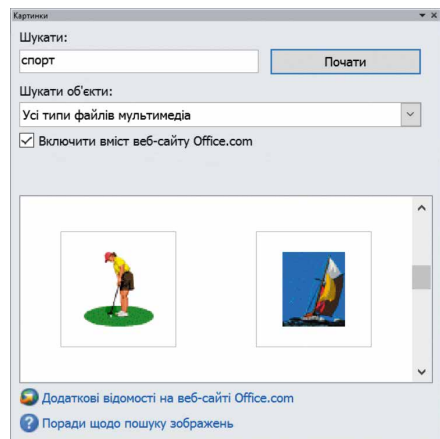 Картинки
Шукати:
спорт
Почати
Шукати об'єкти:
Усі типи файлів мультимедіа
Включити вміст веб-сайту Office.com
Додаткові відомості на веб-сайті Office.com
Поради щодо пошуку зображень